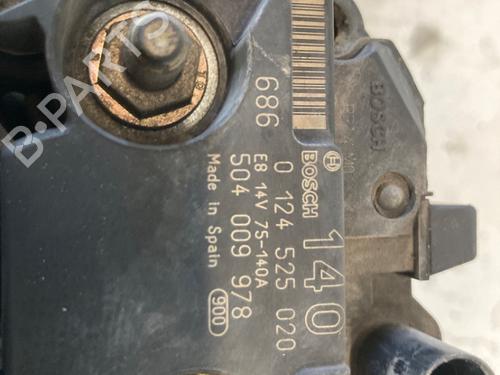 686
BOSCH 140
0 124 525 020
E8 14V 75-140A
504 009 978
Made in Spain 900
BOSCH
B-PARTS